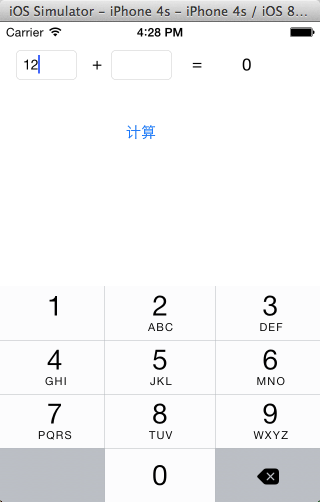 iOS Simulator - iPhone 4s - iPhone 4s / iOS 8...
Carrier 4:28 PM
12 + = 0
计算
1 2 3
ABC DEF
4 5 6
GHI JKL MNO
7 8 9
PQRS TUV WXYZ
0